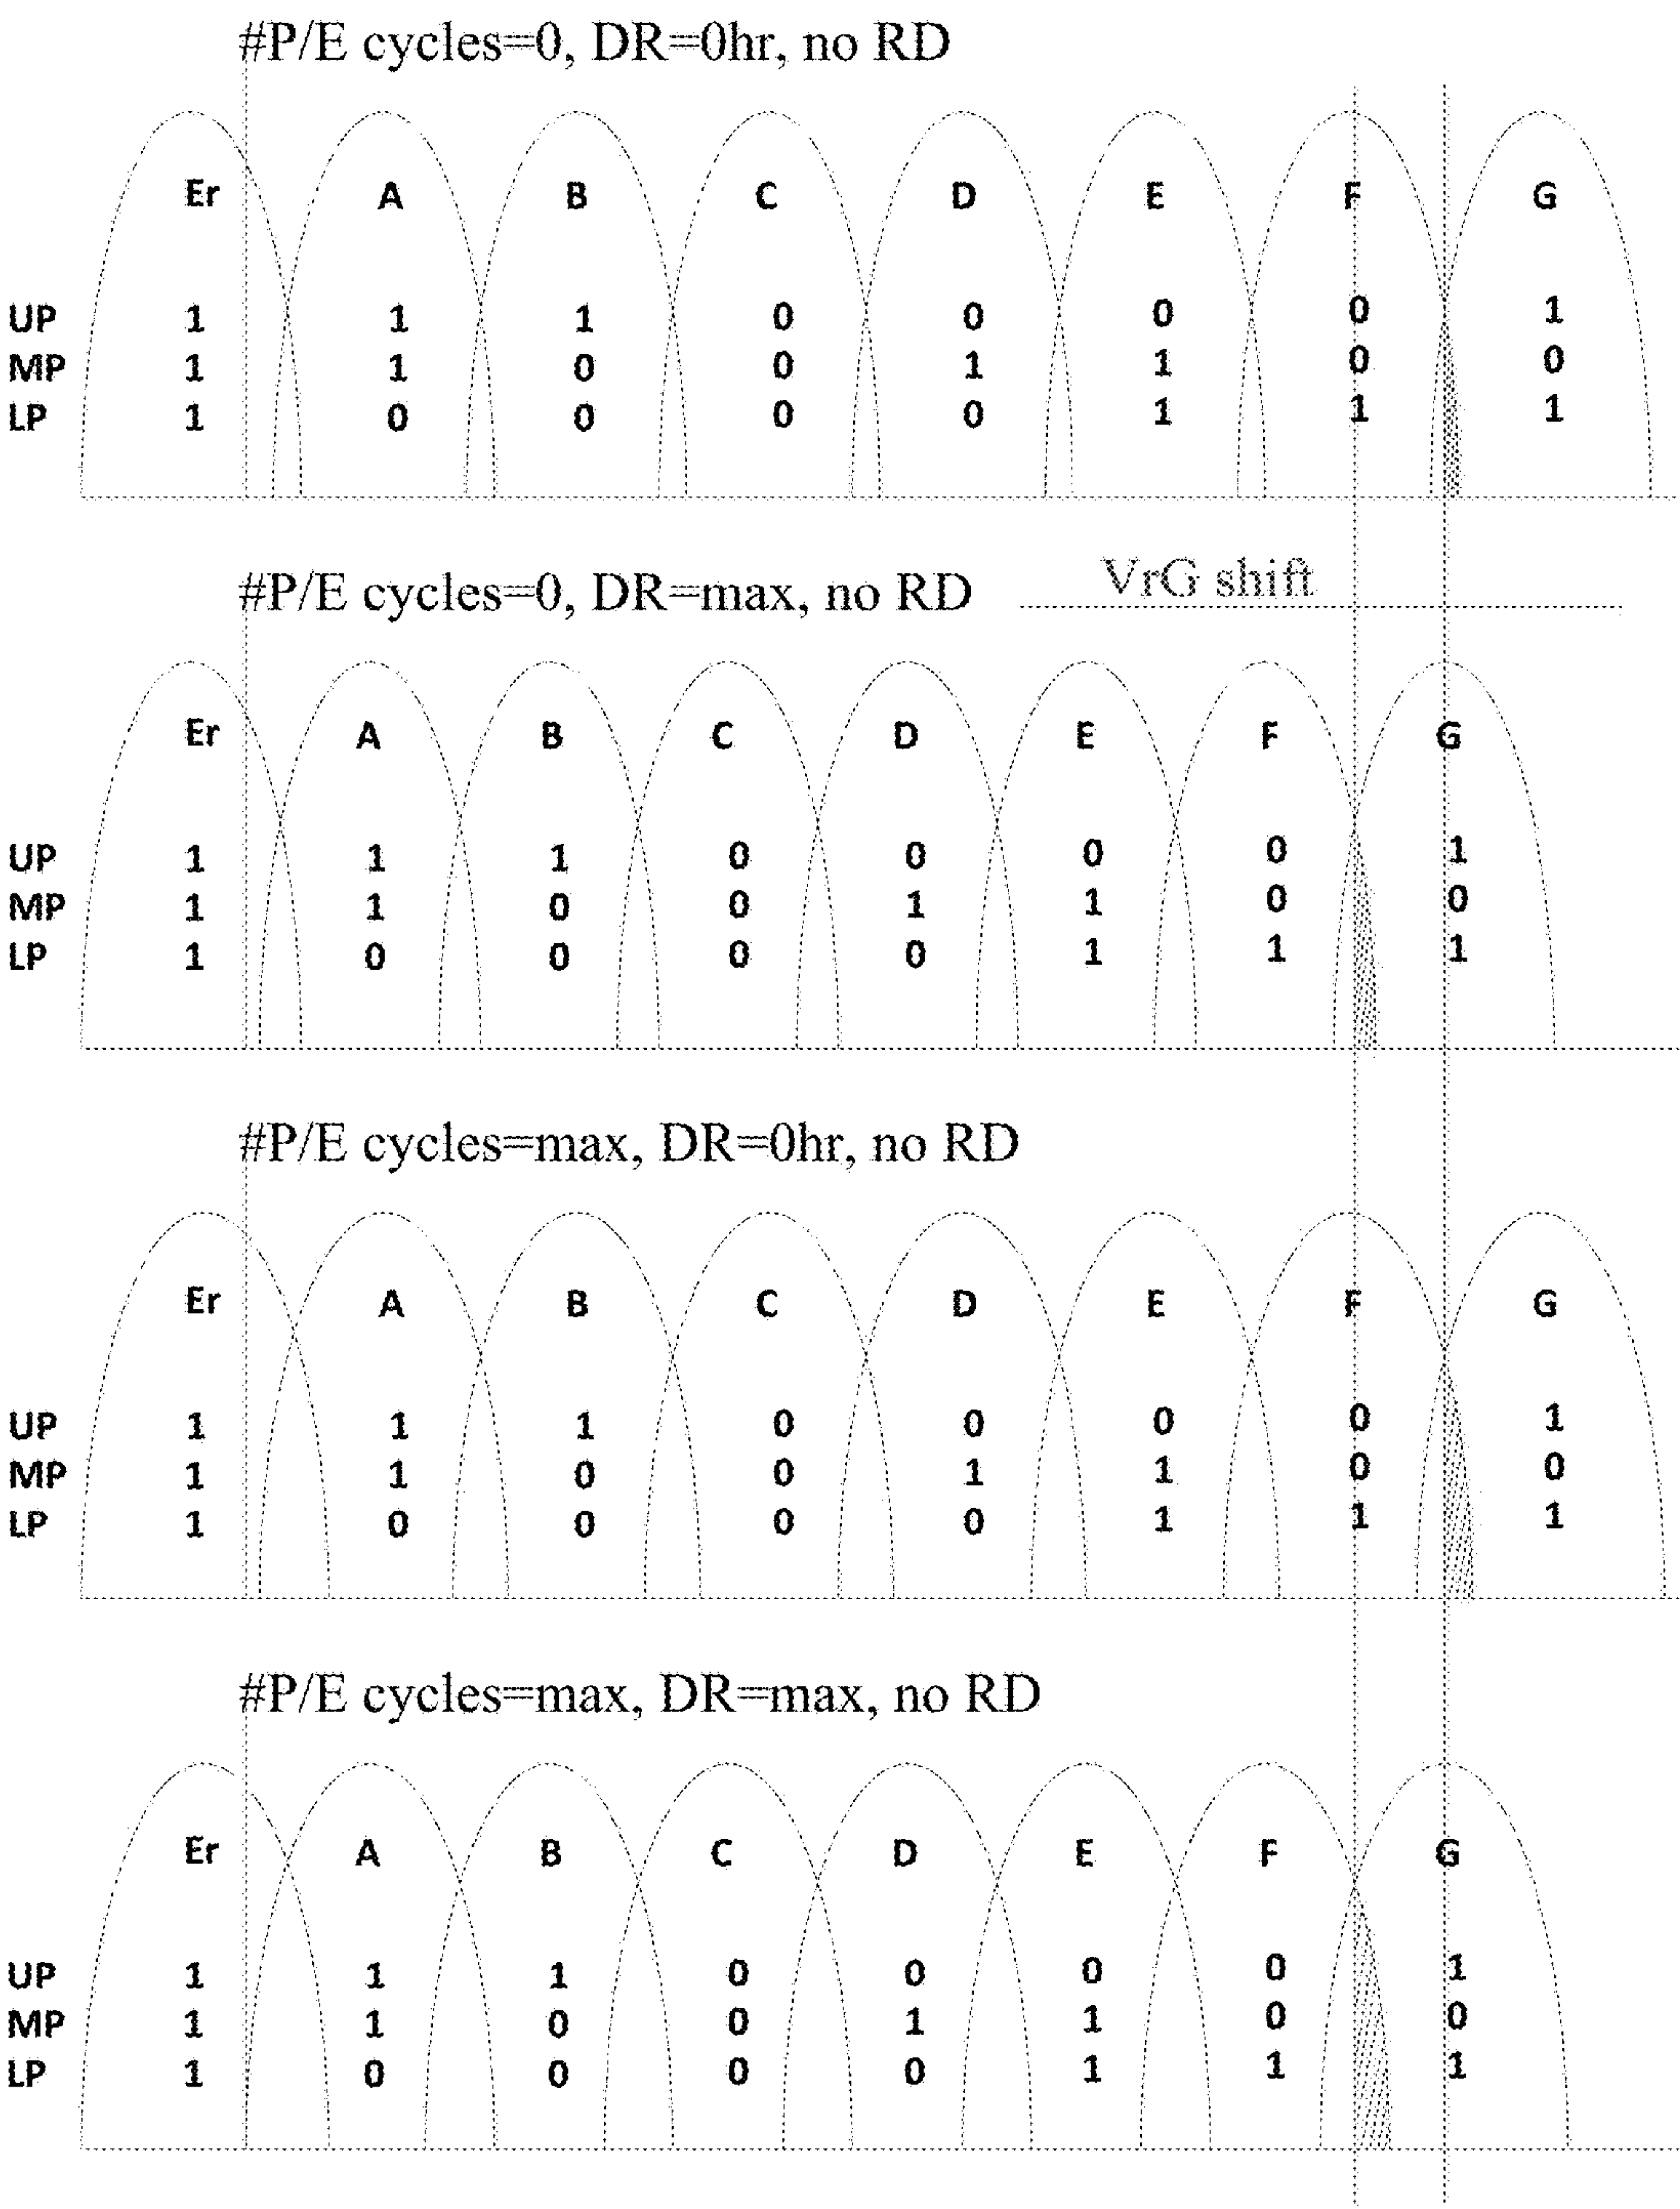 #P/E cycles=0, DR=0hr, no RD
Er A B C D E F G
UP 1 1 1 0 0 0 0 1
MP 1 1 0 0 1 1 0 0
LP 1 0 0 0 0 1 1 1
#P/E cycles=0, DR=max, no RD
VrG shift
Er A B C D E F G
UP 1 1 1 0 0 0 0 1
MP 1 1 0 0 1 1 0 0
LP 1 0 0 0 0 1 1 1
#P/E cycles=max, DR=0hr, no RD
Er A B C D E F G
UP 1 1 1 0 0 0 0 1
MP 1 1 0 0 1 1 0 0
LP 1 0 0 0 0 1 1 1
#P/E cycles=max, DR=max, no RD
Er A B C D E F G
UP 1 1 1 0 0 0 0 1
MP 1 1 0 0 1 1 0 0
LP 1 0 0 0 0 1 1 1